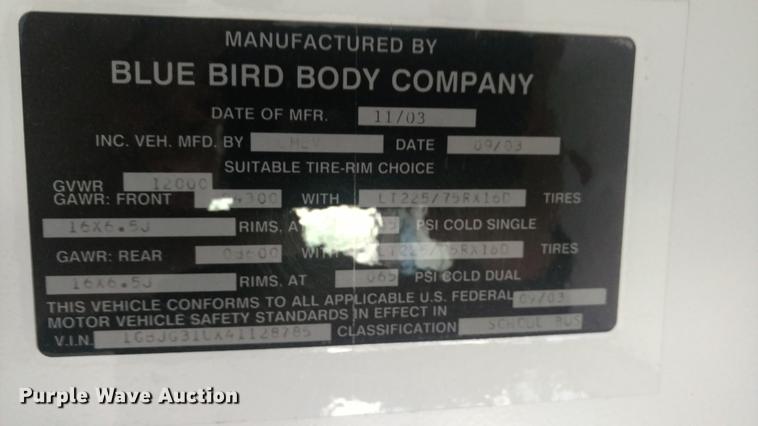 MANUFACTURED BY
BLUE BIRD BODY COMPANY
DATE OF MFR. 11/03
INC. VEH. MFD. BY DATE 09/03
SUITABLE TIRE-RIM CHOICE
GVWR 12000
GAWR: FRONT WITH LT225/75RX16D TIRES
16X6.5J RIMS, AT PSI COLD SINGLE
GAWR: REAR 08600 WITH LT225/75RX16D TIRES
16X6.5J RIMS. AT 065 PSI COLD DUAL
THIS VEHICLE CONFORMS TO ALL APPLICABLE U.S. FEDERAL 09/03
MOTOR VEHICLE SAFETY STANDARDS IN EFFECT IN
V.I.N. 1GBJG31UX41128785 CLASSIFICATION SCHOOL BUS
Purple Wave Auction